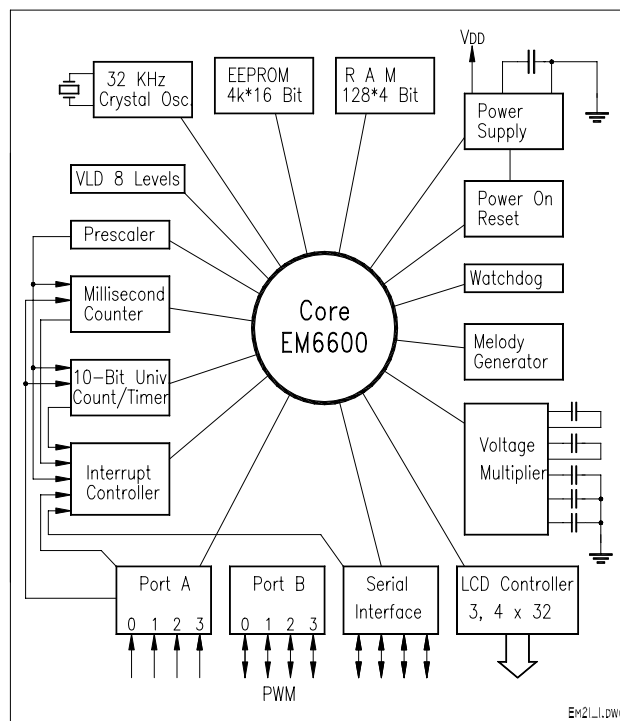 32 KHz
Crystal Osc.
EEPROM
4k*16 Bit
R A M
128*4 Bit
VDD
Power
Supply
VLD 8 Levels
Power On
Reset
Prescaler
Millisecond
Counter
Core
EM6600
Watchdog
10-Bit Univ
Count/Timer
Melody
Generator
Interrupt
Controller
Voltage
Multiplier
Port A
0 1 2 3
Port B
0 1 2 3
Serial
Interface
LCD Controller
3, 4 x 32
PWM